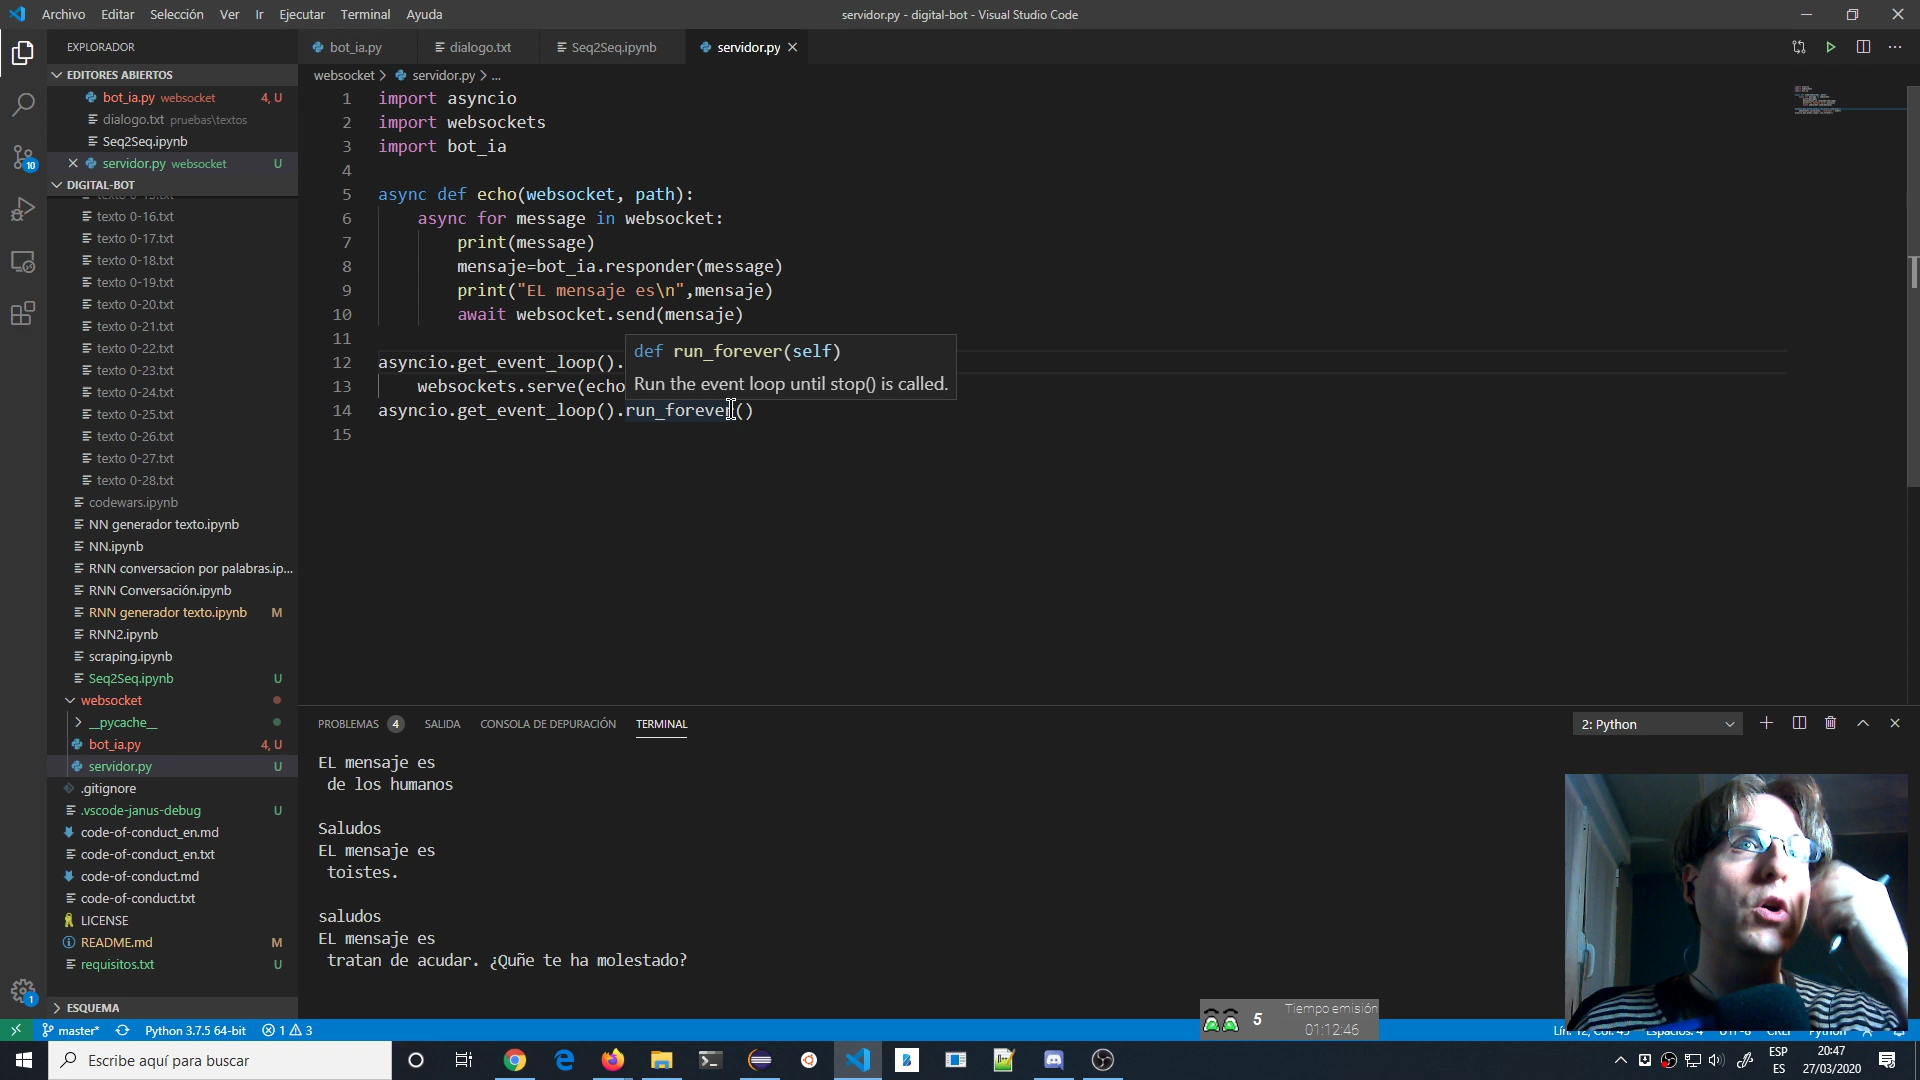 Archivo Editar Selección Ver Ir Ejecutar Terminal Ayuda
servidor.py - digital-bot - Visual Studio Code
EXPLORADOR
EDITORES ABIERTOS
bot_ia.py websocket 4, U
dialogo.txt pruebas\textos
Seq2Seq.ipynb
servidor.py websocket U
DIGITAL-BOT
texto 0-16.txt
texto 0-17.txt
texto 0-18.txt
texto 0-19.txt
texto 0-20.txt
texto 0-21.txt
texto 0-22.txt
texto 0-23.txt
texto 0-24.txt
texto 0-25.txt
texto 0-26.txt
texto 0-27.txt
texto 0-28.txt
codewars.ipynb
NN generador texto.ipynb
NN.ipynb
RNN conversacion por palabras.ip...
RNN Conversación.ipynb
RNN generador texto.ipynb M
RNN2.ipynb
scraping.ipynb
Seq2Seq.ipynb U
websocket
__pycache__
bot_ia.py 4, U
servidor.py U
.gitignore
.vscode-janus-debug U
code-of-conduct_en.md
code-of-conduct_en.txt
code-of-conduct.md
code-of-conduct.txt
LICENSE
README.md M
requisitos.txt U
ESQUEMA
10
1
bot_ia.py dialogo.txt Seq2Seq.ipynb servidor.py
websocket > servidor.py > ...
1 import asyncio
2 import websockets
3 import bot_ia
4
5 async def echo(websocket, path):
6 async for message in websocket:
7 print(message)
8 mensaje=bot_ia.responder(message)
9 print("EL mensaje es\n",mensaje)
10 await websocket.send(mensaje)
11
12 asyncio.get_event_loop().
13 websockets.serve(echo
14 asyncio.get_event_loop().run_forever()
15
def run_forever(self)
Run the event loop until stop() is called.
PROBLEMAS 4 SALIDA CONSOLA DE DEPURACIÓN TERMINAL
2: Python
EL mensaje es
de los humanos
Saludos
EL mensaje es
toistes.
saludos
EL mensaje es
tratan de acudar. ¿Quñe te ha molestado?
5 Tiempo emisión
01:12:46
master* Python 3.7.5 64-bit 1 3
Escribe aquí para buscar
ESP
ES
20:47
27/03/2020